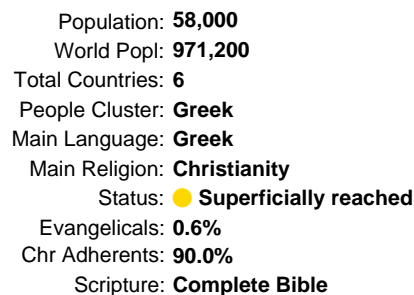 Population: 58,000
World Popl: 971,200
Total Countries: 6
People Cluster: Greek
Main Language: Greek
Main Religion: Christianity
Status: Superficially reached
Evangelicals: 0.6%
Chr Adherents: 90.0%
Scripture: Complete Bible